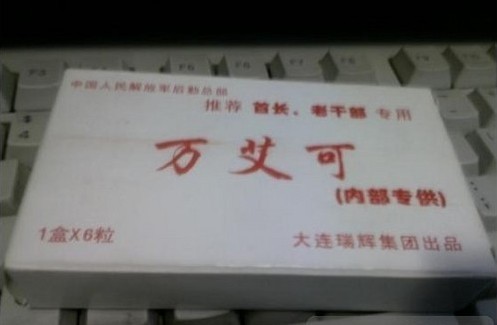 中国人民解放军后勤总部
推荐 首长、老干部 专用
万艾可
(内部专供)
1盒X6粒
大连瑞辉集团出品